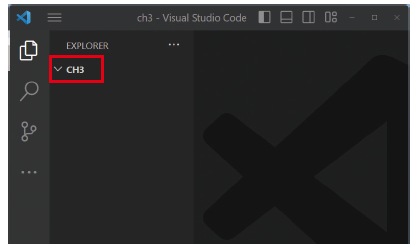 ch3 - Visual Studio Code
EXPLORER
CH3